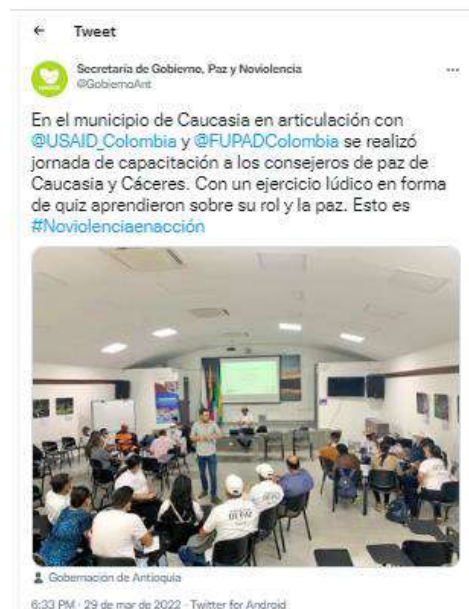 ← Tweet
Secretaría de Gobierno, Paz y Noviolencia
@GobiernoAnt
En el municipio de Caucasia en articulación con
@USAID_Colombia y @FUPADColombia se realizó
jornada de capacitación a los consejeros de paz de
Caucasia y Cáceres. Con un ejercicio lúdico en forma
de quiz aprendieron sobre su rol y la paz. Esto es
#Noviolenciaenacción
DE PAZ
Gobernación de Antioquia
6:33 PM · 29 de mar de 2022 · Twitter for Android